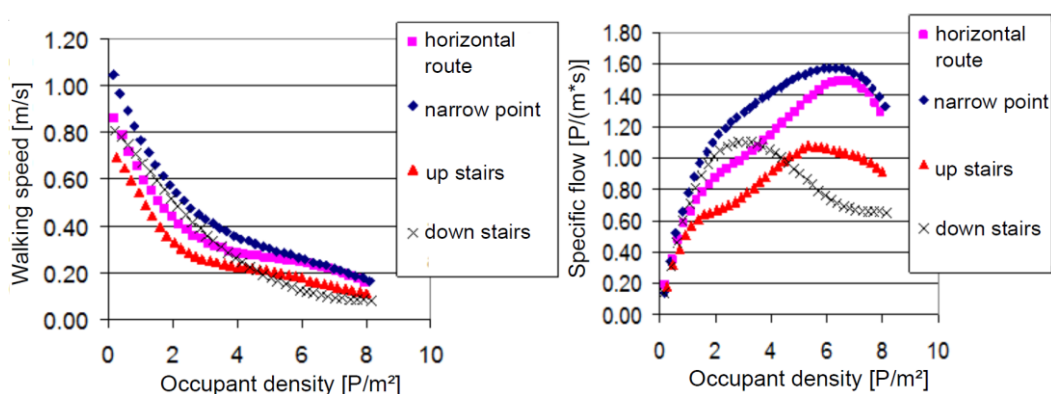 Walking speed [m/s]
1.20
1.00
0.80
0.60
0.40
0.20
0.00
0 2 4 6 8 10
Occupant density [P/m²]
horizontal
route
narrow point
up stairs
down stairs
Specific flow [P/(m*s)]
1.80
1.60
1.40
1.20
1.00
0.80
0.60
0.40
0.20
0.00
0 2 4 6 8 10
Occupant density [P/m²]
horizontal
route
narrow point
up stairs
down stairs